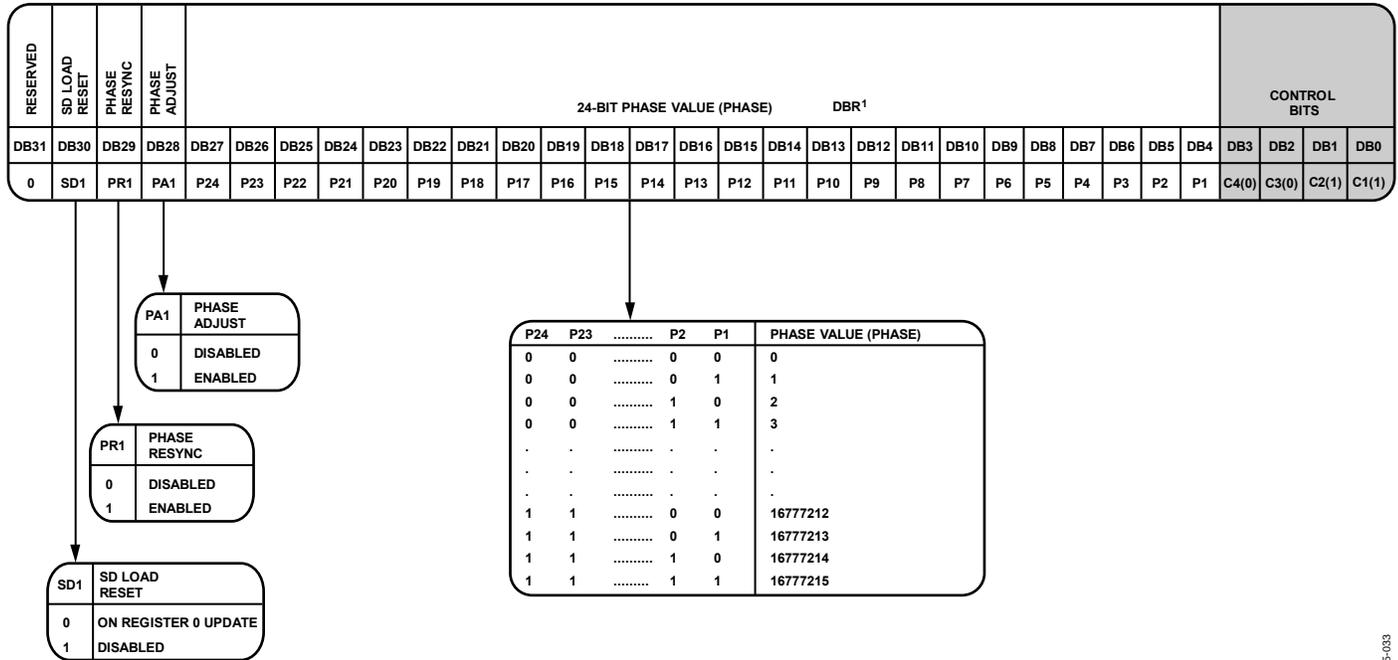 RESERVED
SD LOAD
RESET
PHASE
RESYNC
PHASE
ADJUST
24-BIT PHASE VALUE (PHASE) DBR1
CONTROL
BITS
DB31 DB30 DB29 DB28 DB27 DB26 DB25 DB24 DB23 DB22 DB21 DB20 DB19 DB18 DB17 DB16 DB15 DB14 DB13 DB12 DB11 DB10 DB9 DB8 DB7 DB6 DB5 DB4 DB3 DB2 DB1 DB0
0 SD1 PR1 PA1 P24 P23 P22 P21 P20 P19 P18 P17 P16 P15 P14 P13 P12 P11 P10 P9 P8 P7 P6 P5 P4 P3 P2 P1 C4(0) C3(0) C2(1) C1(1)
PA1 PHASE
ADJUST
0 DISABLED
1 ENABLED
PR1 PHASE
RESYNC
0 DISABLED
1 ENABLED
SD1 SD LOAD
RESET
0 ON REGISTER 0 UPDATE
1 DISABLED
P24 P23 .......... P2 P1 PHASE VALUE (PHASE)
0 0 .......... 0 0 0
0 0 .......... 0 1 1
0 0 .......... 1 0 2
0 0 .......... 1 1 3
. . .......... . . .
. . .......... . . .
. . .......... . . .
1 1 .......... 0 0 16777212
1 1 .......... 0 1 16777213
1 1 .......... 1 0 16777214
1 1 ......... 1 1 16777215